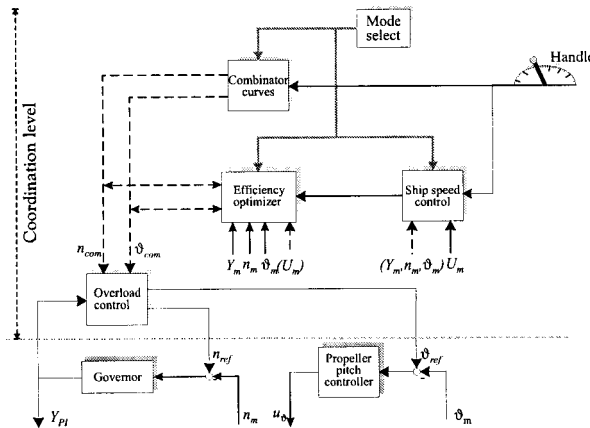 Mode
select
Handle
Combinator
curves
Coordination level
Efficiency
optimizer
Ship speed
control
n_com
ϑ_com
Y_m n_m ϑ_m (U_m)
(Y_m, n_m, ϑ_m) U_m
Overload
control
n_ref
ϑ_ref
Governor
Propeller
pitch
controller
-
-
Y_PI
n_m
u_ϑ
ϑ_m